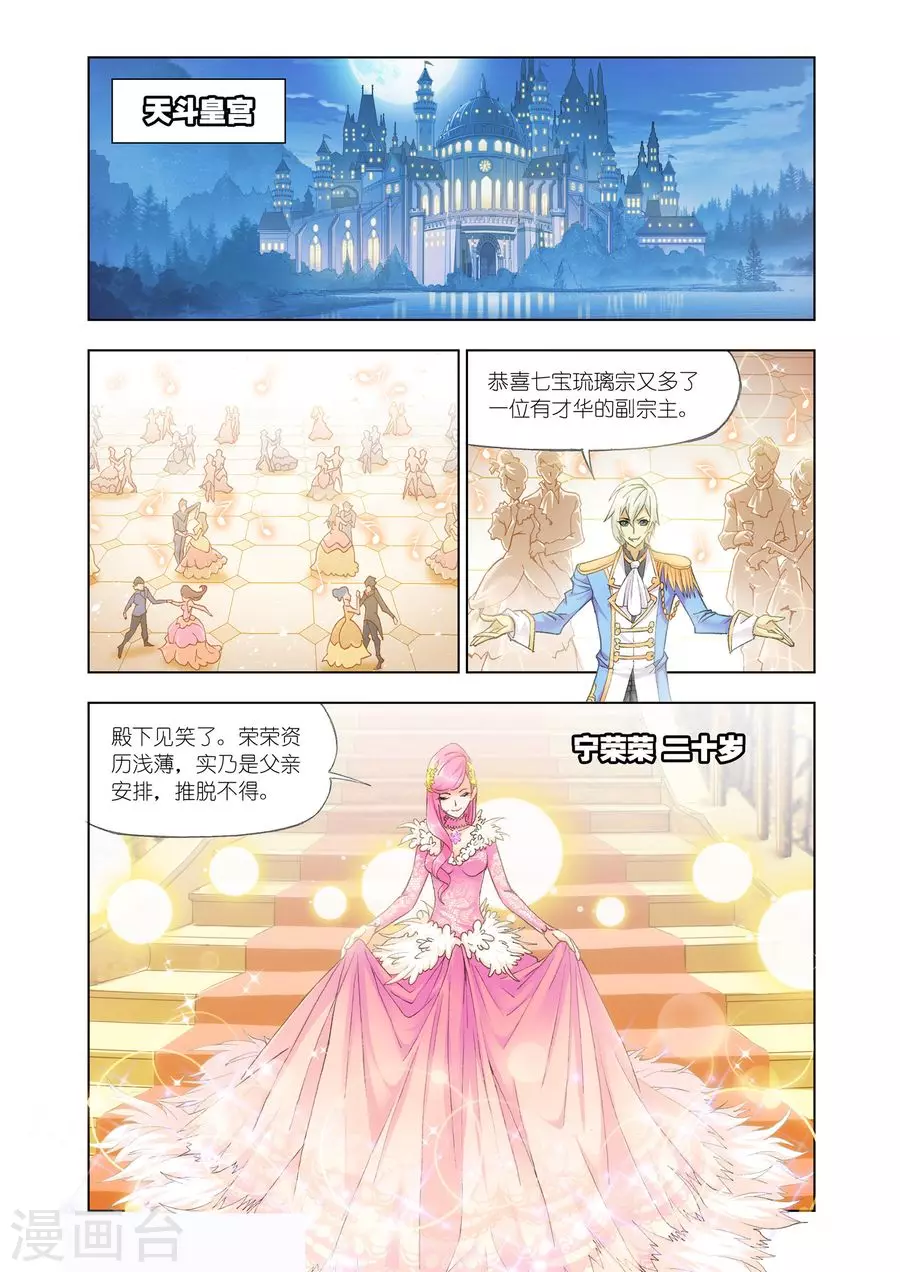 天斗皇宫
恭喜七宝琉璃宗又多了
一位有才华的副宗主。
殿下见笑了。荣荣资
历浅薄，实乃是父亲
安排，推脱不得。
宁荣荣 二十岁
漫画台